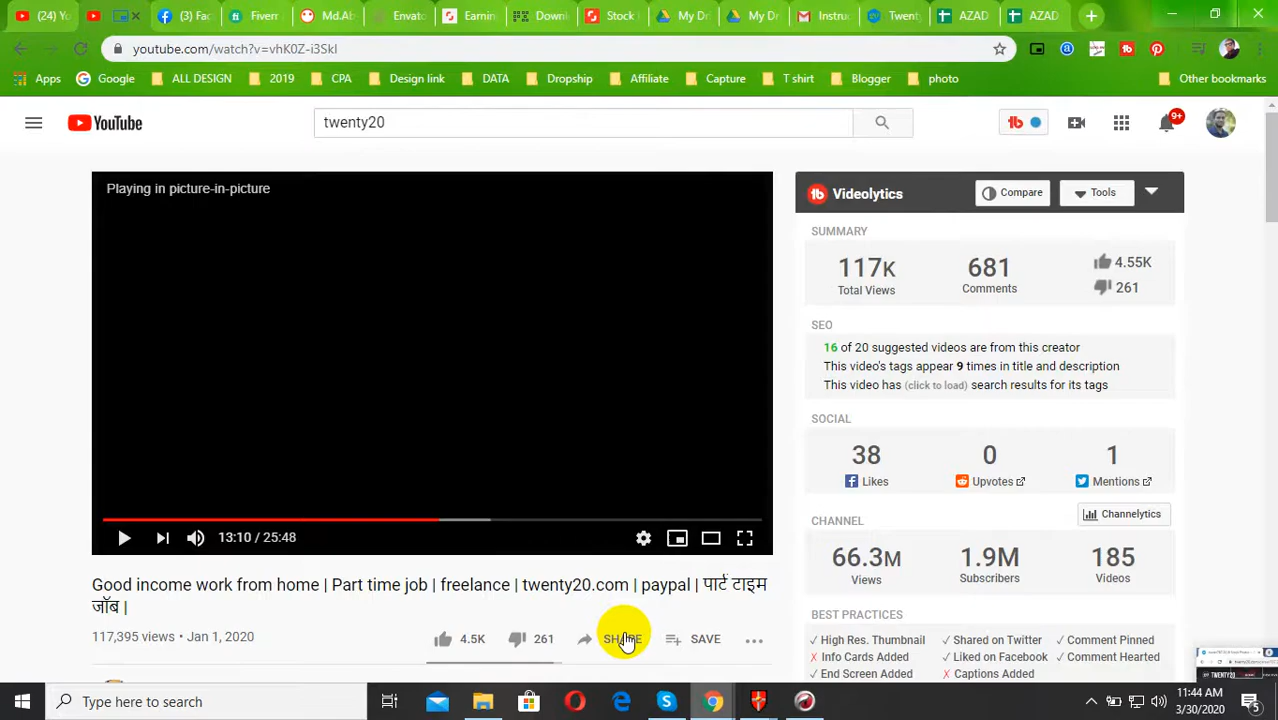 (24) Yo
(3) Fac
Fiverr
Md.Ab
Envato
Earnin
Downl
Stock
My Dr
My Dr
Instruc
Twenty
AZAD
AZAD
youtube.com/watch?v=vhK0Z-i3SkI
Apps
Google
ALL DESIGN
2019
CPA
Design link
DATA
Dropship
Affiliate
Capture
T shirt
Blogger
photo
Other bookmarks
YouTube
twenty20
tb
9+
Playing in picture-in-picture
13:10 / 25:48
Good income work from home | Part time job | freelance | twenty20.com | paypal | पार्ट टाइम
जॉब |
117,395 views • Jan 1, 2020
4.5K
261
SHARE
SAVE
tb Videolytics
Compare
Tools
SUMMARY
117K
Total Views
681
Comments
4.55K
261
SEO
16 of 20 suggested videos are from this creator
This video's tags appear 9 times in title and description
This video has (click to load) search results for its tags
SOCIAL
38
Likes
0
Upvotes
1
Mentions
CHANNEL
Channelytics
66.3M
Views
1.9M
Subscribers
185
Videos
BEST PRACTICES
✓ High Res. Thumbnail
✓ Shared on Twitter
✓ Comment Pinned
✗ Info Cards Added
✓ Liked on Facebook
✓ Comment Hearted
✓ End Screen Added
✗ Captions Added
TWENTY20
Type here to search
11:44 AM
3/30/2020
5